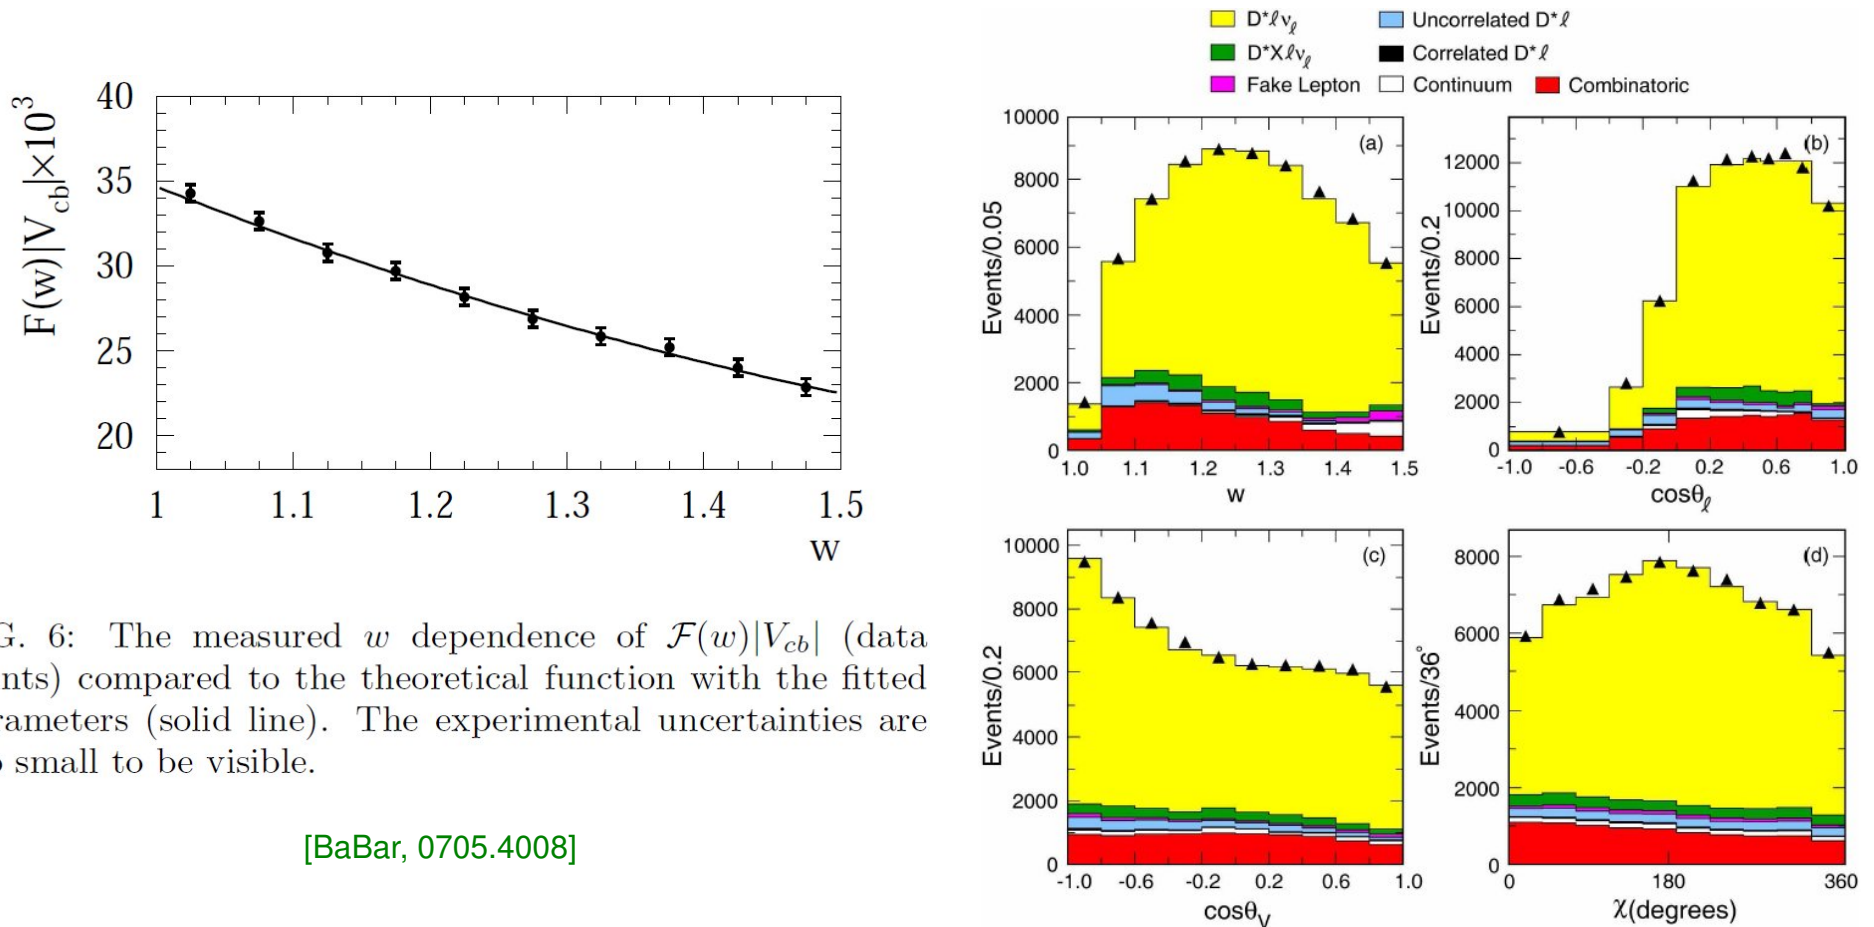 F(w)|V_cb|×10^3
40
35
30
25
20
1 1.1 1.2 1.3 1.4 1.5
w
G. 6: The measured w dependence of F(w)|V_cb| (data
nts) compared to the theoretical function with the fitted
rameters (solid line). The experimental uncertainties are
small to be visible.
[BaBar, 0705.4008]
D*ℓν_ℓ Uncorrelated D*ℓ
D*Xℓν_ℓ Correlated D*ℓ
Fake Lepton Continuum Combinatoric
(a)
Events/0.05
10000
8000
6000
4000
2000
0
1.0 1.1 1.2 1.3 1.4 1.5
w
(b)
Events/0.2
12000
10000
8000
6000
4000
2000
0
-1.0 -0.6 -0.2 0.2 0.6 1.0
cosθ_ℓ
(c)
Events/0.2
10000
8000
6000
4000
2000
0
-1.0 -0.6 -0.2 0.2 0.6 1.0
cosθ_V
(d)
Events/36°
8000
6000
4000
2000
0
0 180 360
χ(degrees)